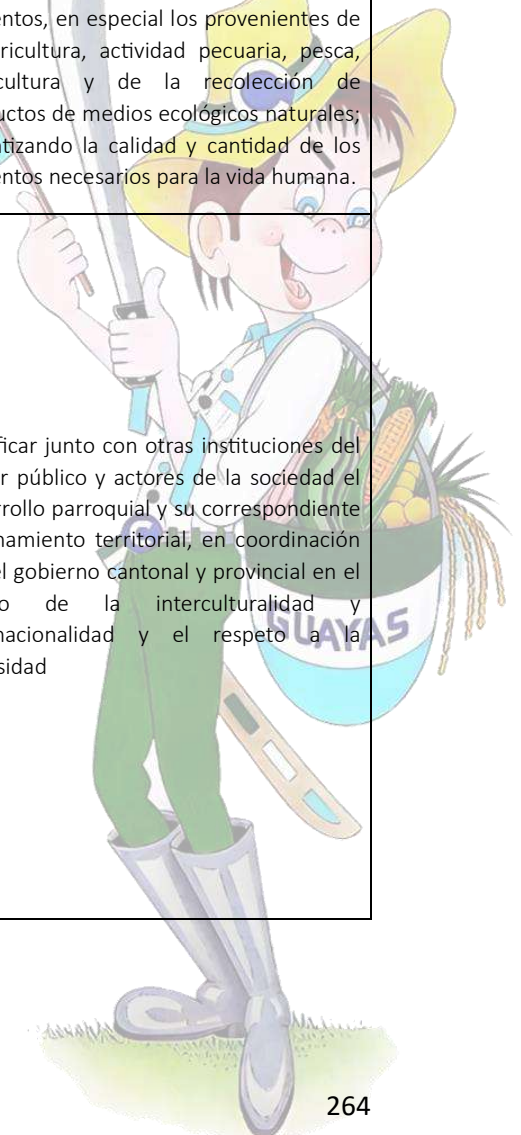 entos, en especial los provenientes de
ricultura, actividad pecuaria, pesca,
cultura y de la recolección de
uctos de medios ecológicos naturales;
atizando la calidad y cantidad de los
entos necesarios para la vida humana.
ficar junto con otras instituciones del
r público y actores de la sociedad el
rrollo parroquial y su correspondiente
namiento territorial, en coordinación
el gobierno cantonal y provincial en el
o de la interculturalidad y
nacionalidad y el respeto a la
sidad
GUAYAS
264